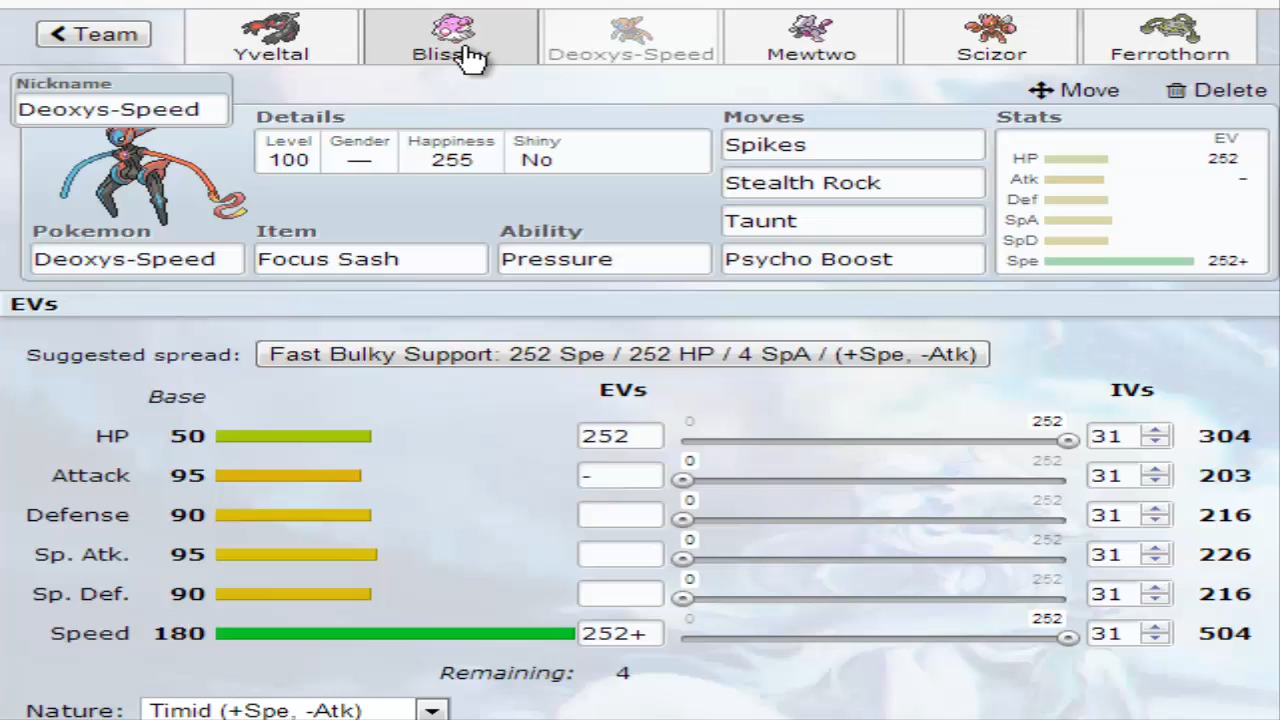 Team
Yveltal
Deoxys-Speed
Mewtwo
Scizor
Ferrothorn
Nickname
Deoxys-Speed
Move
Delete
Details
Moves
Stats
Level
Gender
Happiness
Shiny
100
—
255
No
Spikes
Stealth Rock
Taunt
Psycho Boost
EV
HP 252
Atk -
Def
SpA
SpD
Spe 252+
Pokemon
Item
Ability
Deoxys-Speed
Focus Sash
Pressure
EVs
Suggested spread: Fast Bulky Support: 252 Spe / 252 HP / 4 SpA / (+Spe, -Atk)
Base EVs IVs
HP 50 252 0 252 31 304
Attack 95 - 0 252 31 203
Defense 90 0 252 31 216
Sp. Atk. 95 0 252 31 226
Sp. Def. 90 0 252 31 216
Speed 180 252+ 0 252 31 504
Remaining: 4
Nature: Timid (+Spe, -Atk)